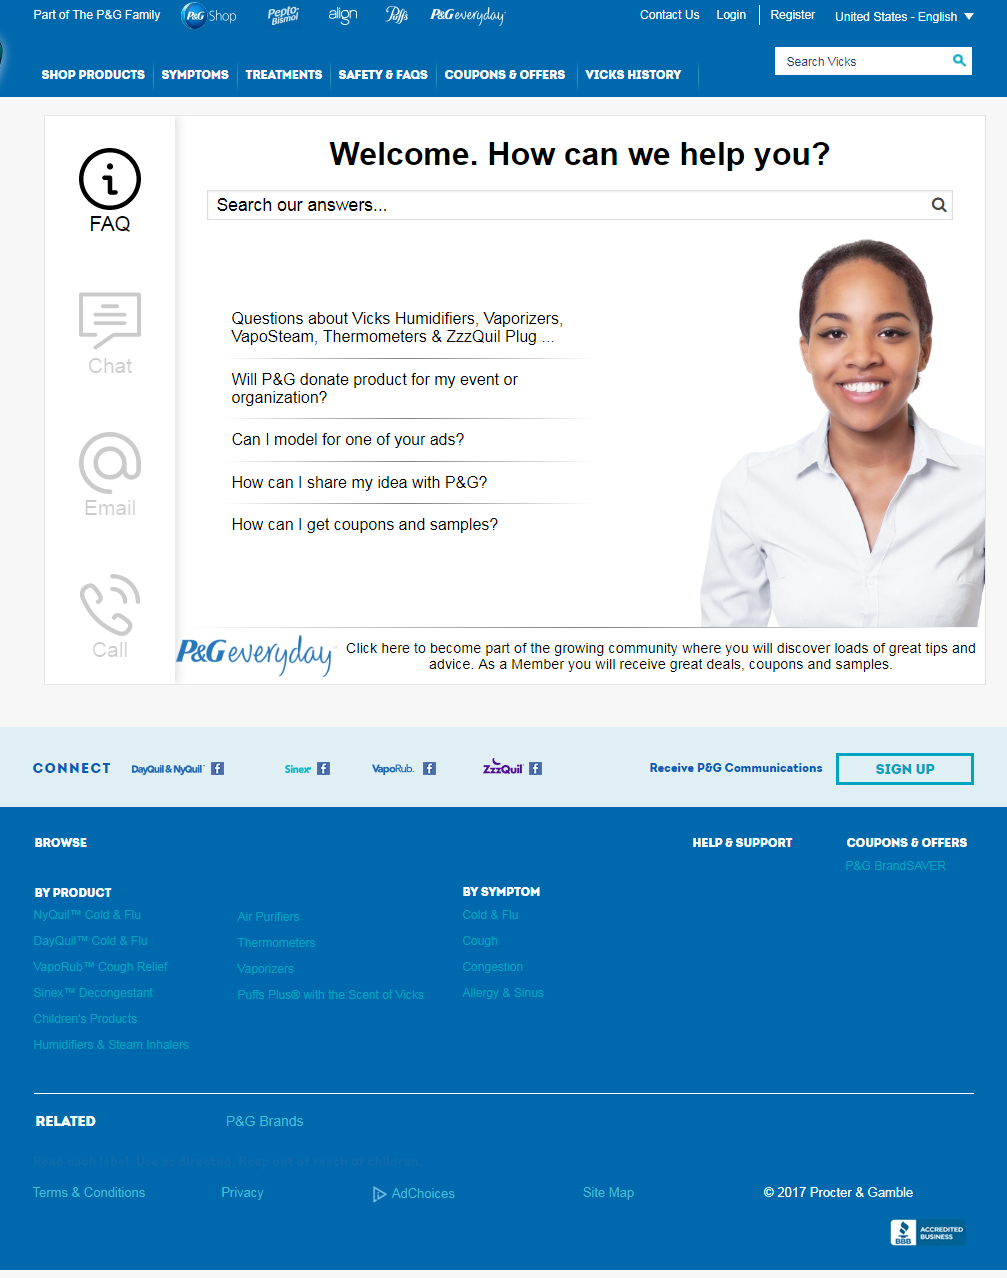 Part of The P&G Family
P&G Shop
Pepto Bismol
align
Puffs
P&G everyday
Contact Us
Login
Register
United States - English
SHOP PRODUCTS
SYMPTOMS
TREATMENTS
SAFETY & FAQS
COUPONS & OFFERS
VICKS HISTORY
Search Vicks
FAQ
Chat
Email
Call
Welcome. How can we help you?
Search our answers...
Questions about Vicks Humidifiers, Vaporizers,
VapoSteam, Thermometers & ZzzQuil Plug ...
Will P&G donate product for my event or
organization?
Can I model for one of your ads?
How can I share my idea with P&G?
How can I get coupons and samples?
P&G everyday
Click here to become part of the growing community where you will discover loads of great tips and
advice. As a Member you will receive great deals, coupons and samples.
CONNECT
DayQuil & NyQuil
Sinex
VapoRub.
ZzzQuil
Receive P&G Communications
SIGN UP
BROWSE
HELP & SUPPORT
COUPONS & OFFERS
P&G BrandSAVER
BY PRODUCT
NyQuil™ Cold & Flu
DayQuil™ Cold & Flu
VapoRub™ Cough Relief
Sinex™ Decongestant
Children's Products
Humidifiers & Steam Inhalers
Air Purifiers
Thermometers
Vaporizers
Puffs Plus® with the Scent of Vicks
BY SYMPTOM
Cold & Flu
Cough
Congestion
Allergy & Sinus
RELATED
P&G Brands
Read each label. Use as directed. Keep out of reach of children.
Terms & Conditions
Privacy
AdChoices
Site Map
© 2017 Procter & Gamble
BBB
ACCREDITED
BUSINESS